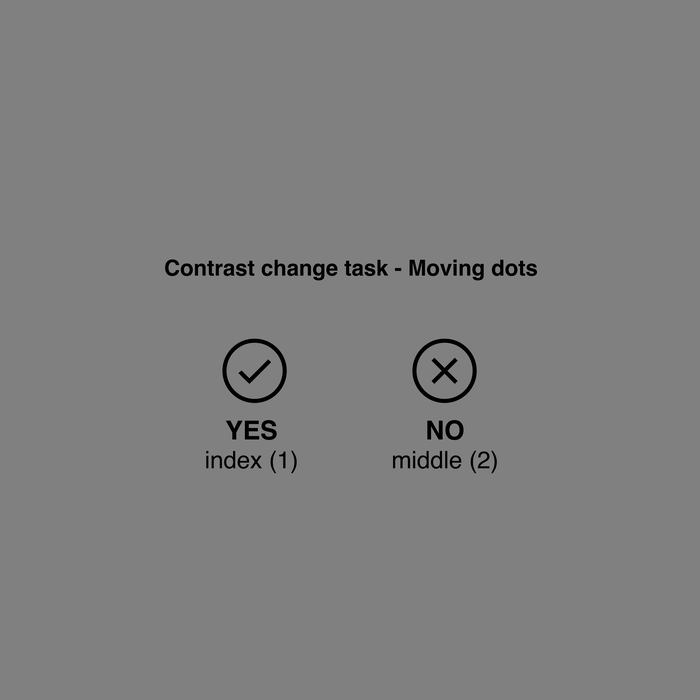 Contrast change task - Moving dots
YES NO
index (1) middle (2)